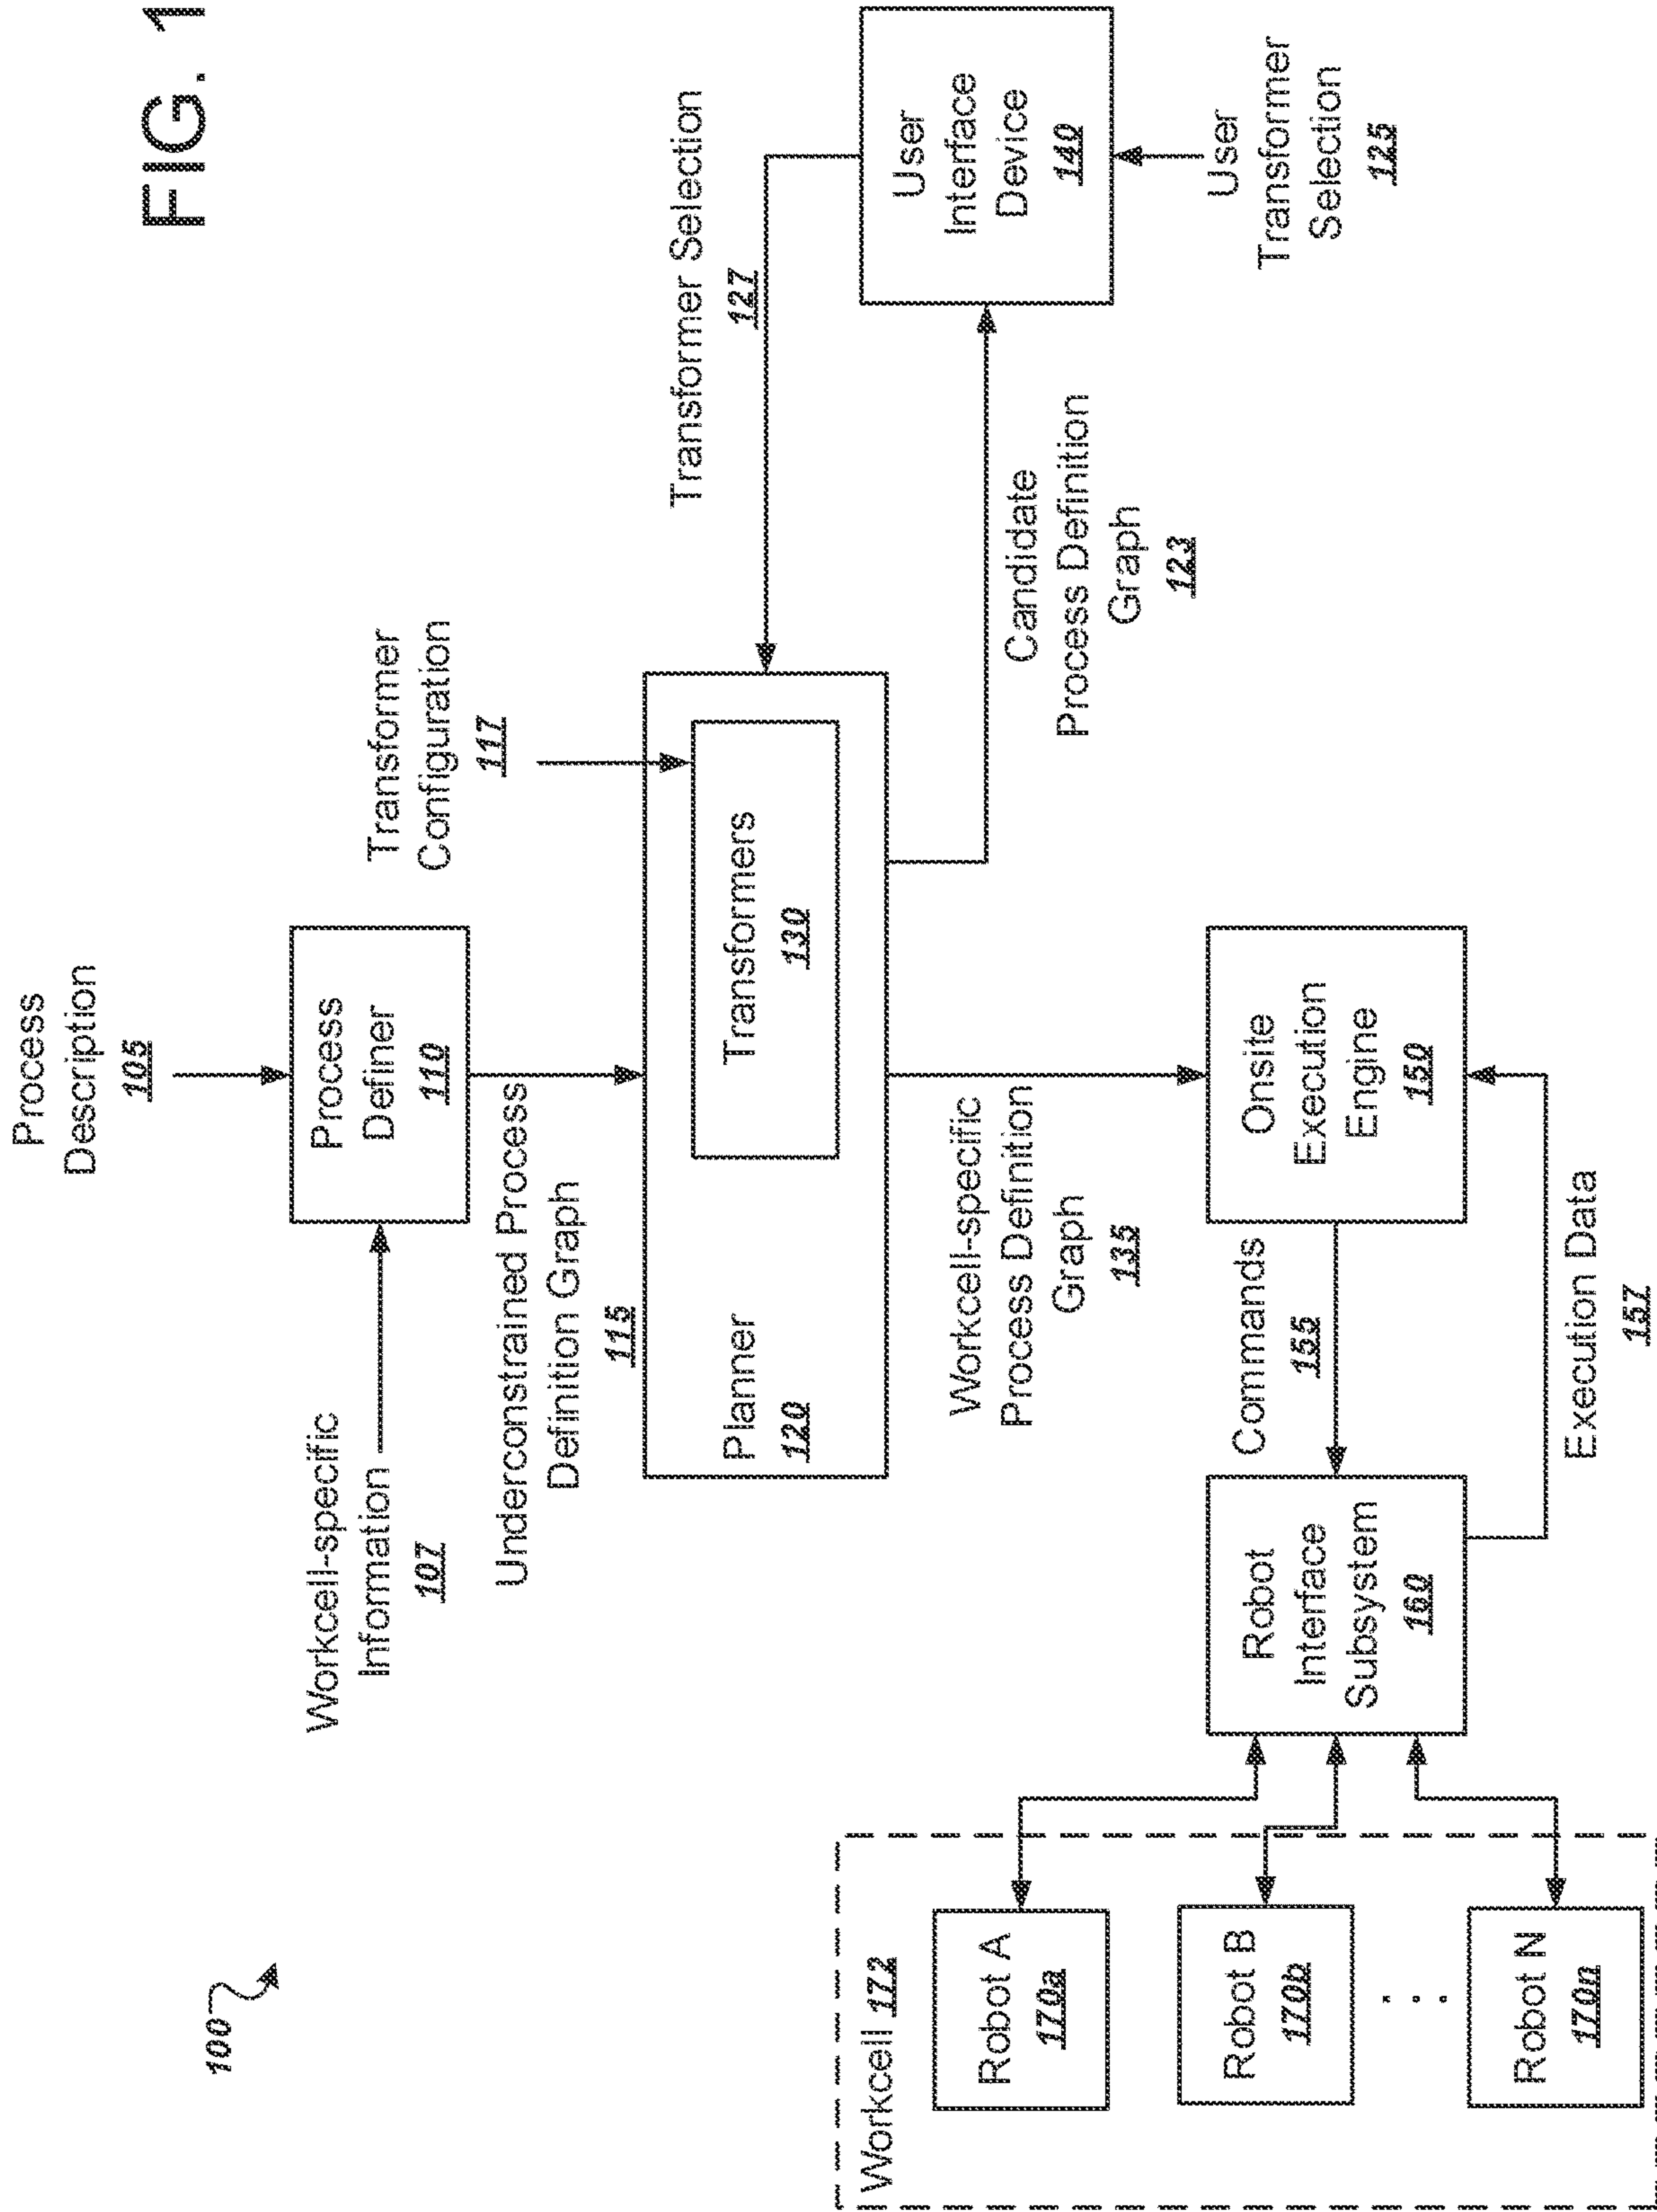 FIG. 1
100
Process
Description
105
Workcell-specific
Information
107
Process
Definer
110
Transformer
Configuration
117
Underconstrained Process
Definition Graph
115
Planner
120
Transformers
130
Transformer Selection
127
User
Interface
Device
140
User
Transformer
Selection
125
Candidate
Process Definition
Graph
123
Workcell-specific
Process Definition
Graph
135
Onsite
Execution
Engine
150
Commands
155
Execution Data
157
Robot
Interface
Subsystem
160
Workcell 172
Robot A
170a
Robot B
170b
. . .
Robot N
170n